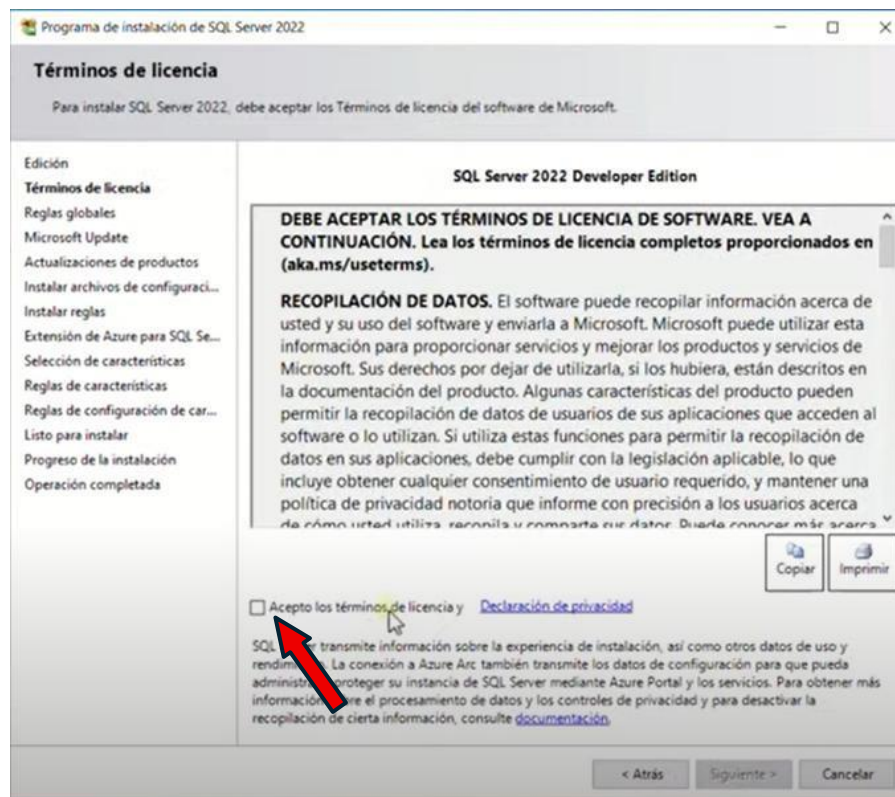 Programa de instalación de SQL Server 2022
Términos de licencia
Para instalar SQL Server 2022, debe aceptar los Términos de licencia del software de Microsoft.
Edición
Términos de licencia
Reglas globales
Microsoft Update
Actualizaciones de productos
Instalar archivos de configuraci...
Instalar reglas
Extensión de Azure para SQL Se...
Selección de características
Reglas de características
Reglas de configuración de car...
Listo para instalar
Progreso de la instalación
Operación completada
SQL Server 2022 Developer Edition
DEBE ACEPTAR LOS TÉRMINOS DE LICENCIA DE SOFTWARE. VEA A
CONTINUACIÓN. Lea los términos de licencia completos proporcionados en
(aka.ms/useterms).
RECOPILACIÓN DE DATOS. El software puede recopilar información acerca de
usted y su uso del software y enviarla a Microsoft. Microsoft puede utilizar esta
información para proporcionar servicios y mejorar los productos y servicios de
Microsoft. Sus derechos por dejar de utilizarla, si los hubiera, están descritos en
la documentación del producto. Algunas características del producto pueden
permitir la recopilación de datos de usuarios de sus aplicaciones que acceden al
software o lo utilizan. Si utiliza estas funciones para permitir la recopilación de
datos en sus aplicaciones, debe cumplir con la legislación aplicable, lo que
incluye obtener cualquier consentimiento de usuario requerido, y mantener una
política de privacidad notoria que informe con precisión a los usuarios acerca
de cómo usted utiliza, recopila y comparte sus datos. Puede conocer más acerca
Copiar
Imprimir
Acepto los términos de licencia y Declaración de privacidad
SQL transmite información sobre la experiencia de instalación, así como otros datos de uso y
La conexión a Azure Arc también transmite los datos de configuración para que pueda
proteger su instancia de SQL Server mediante Azure Portal y los servicios. Para obtener más
el procesamiento de datos y los controles de privacidad y para desactivar la
recopilación de cierta información, consulte documentación.
< Atrás
Siguiente >
Cancelar